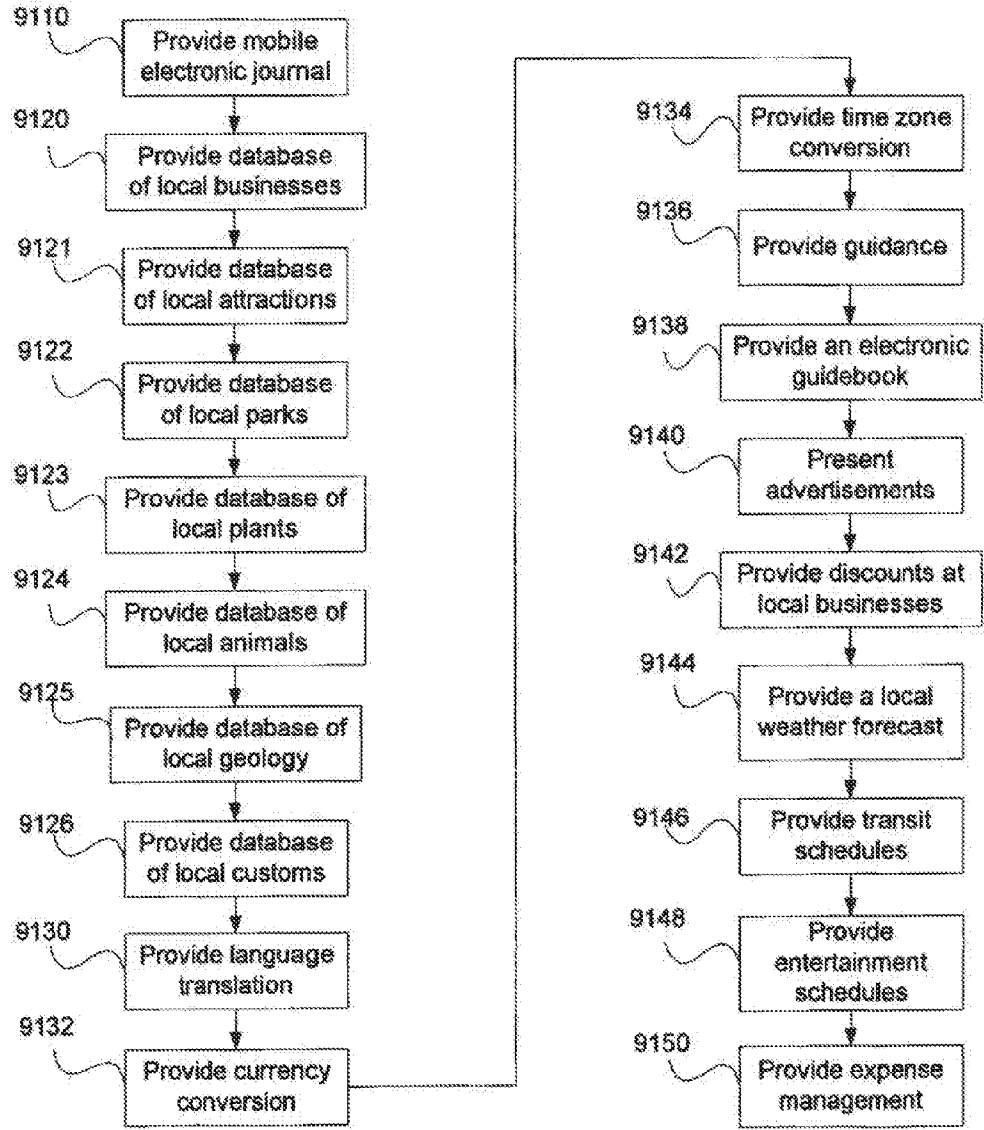 9110
Provide mobile
electronic journal
9120
Provide database
of local businesses
9121
Provide database
of local attractions
9122
Provide database
of local parks
9123
Provide database of
local plants
9124
Provide database of
local animals
9125
Provide database of
local geology
9126
Provide database
of local customs
9130
Provide language
translation
9132
Provide currency
conversion
9134
Provide time zone
conversion
9136
Provide guidance
9138
Provide an electronic
guidebook
9140
Present
advertisements
9142
Provide discounts at
local businesses
9144
Provide a local
weather forecast
9146
Provide transit
schedules
9148
Provide
entertainment
schedules
9150
Provide expense
management